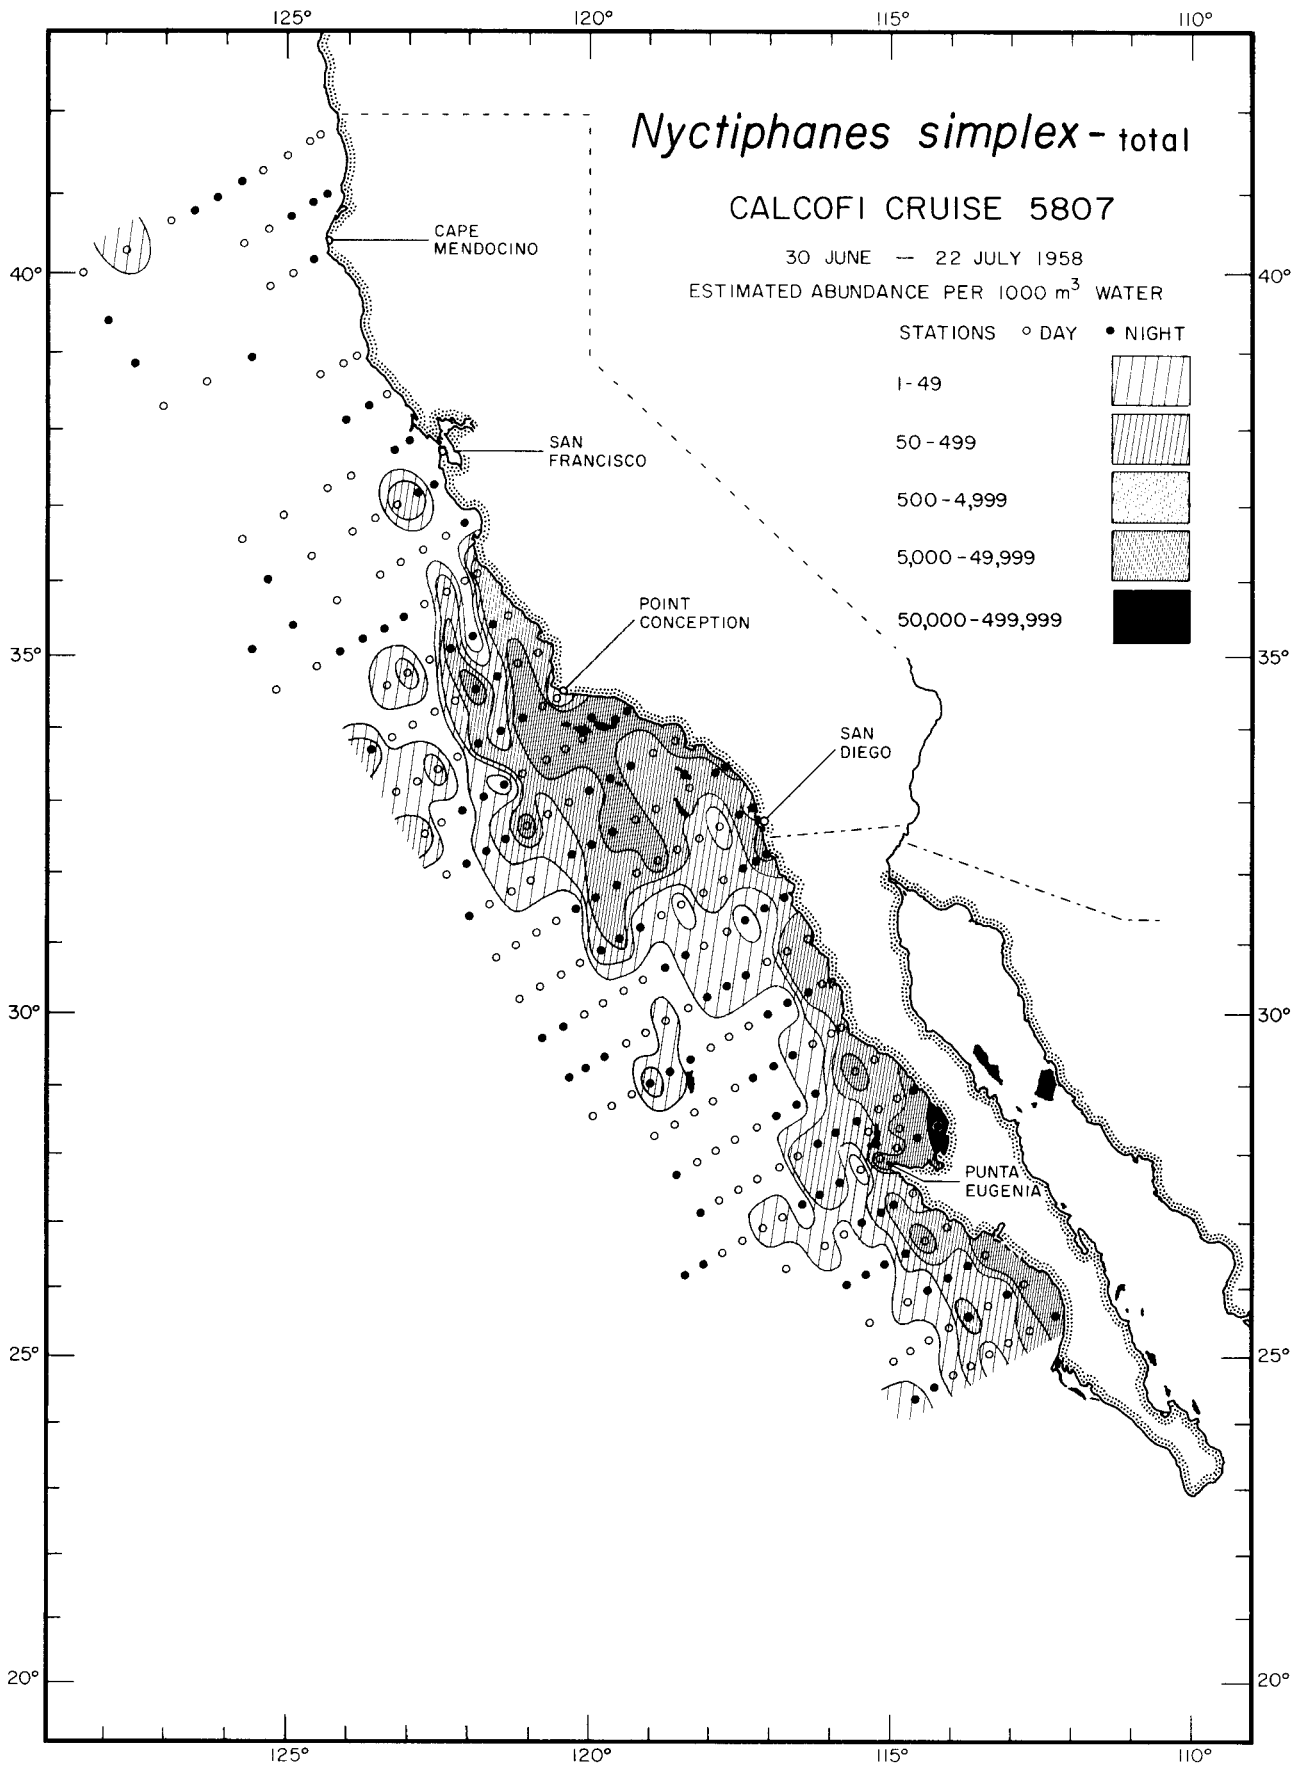 125° 120° 115° 110°
Nyctiphanes simplex - total
CALCOFI CRUISE 5807
30 JUNE — 22 JULY 1958
ESTIMATED ABUNDANCE PER 1000 m³ WATER
STATIONS ○ DAY ● NIGHT
1-49
50-499
500-4,999
5,000-49,999
50,000-499,999
CAPE
MENDOCINO
40° 40°
SAN
FRANCISCO
POINT
CONCEPTION
35° 35°
SAN
DIEGO
30° 30°
PUNTA
EUGENIA
25° 25°
20° 20°
125° 120° 115° 110°